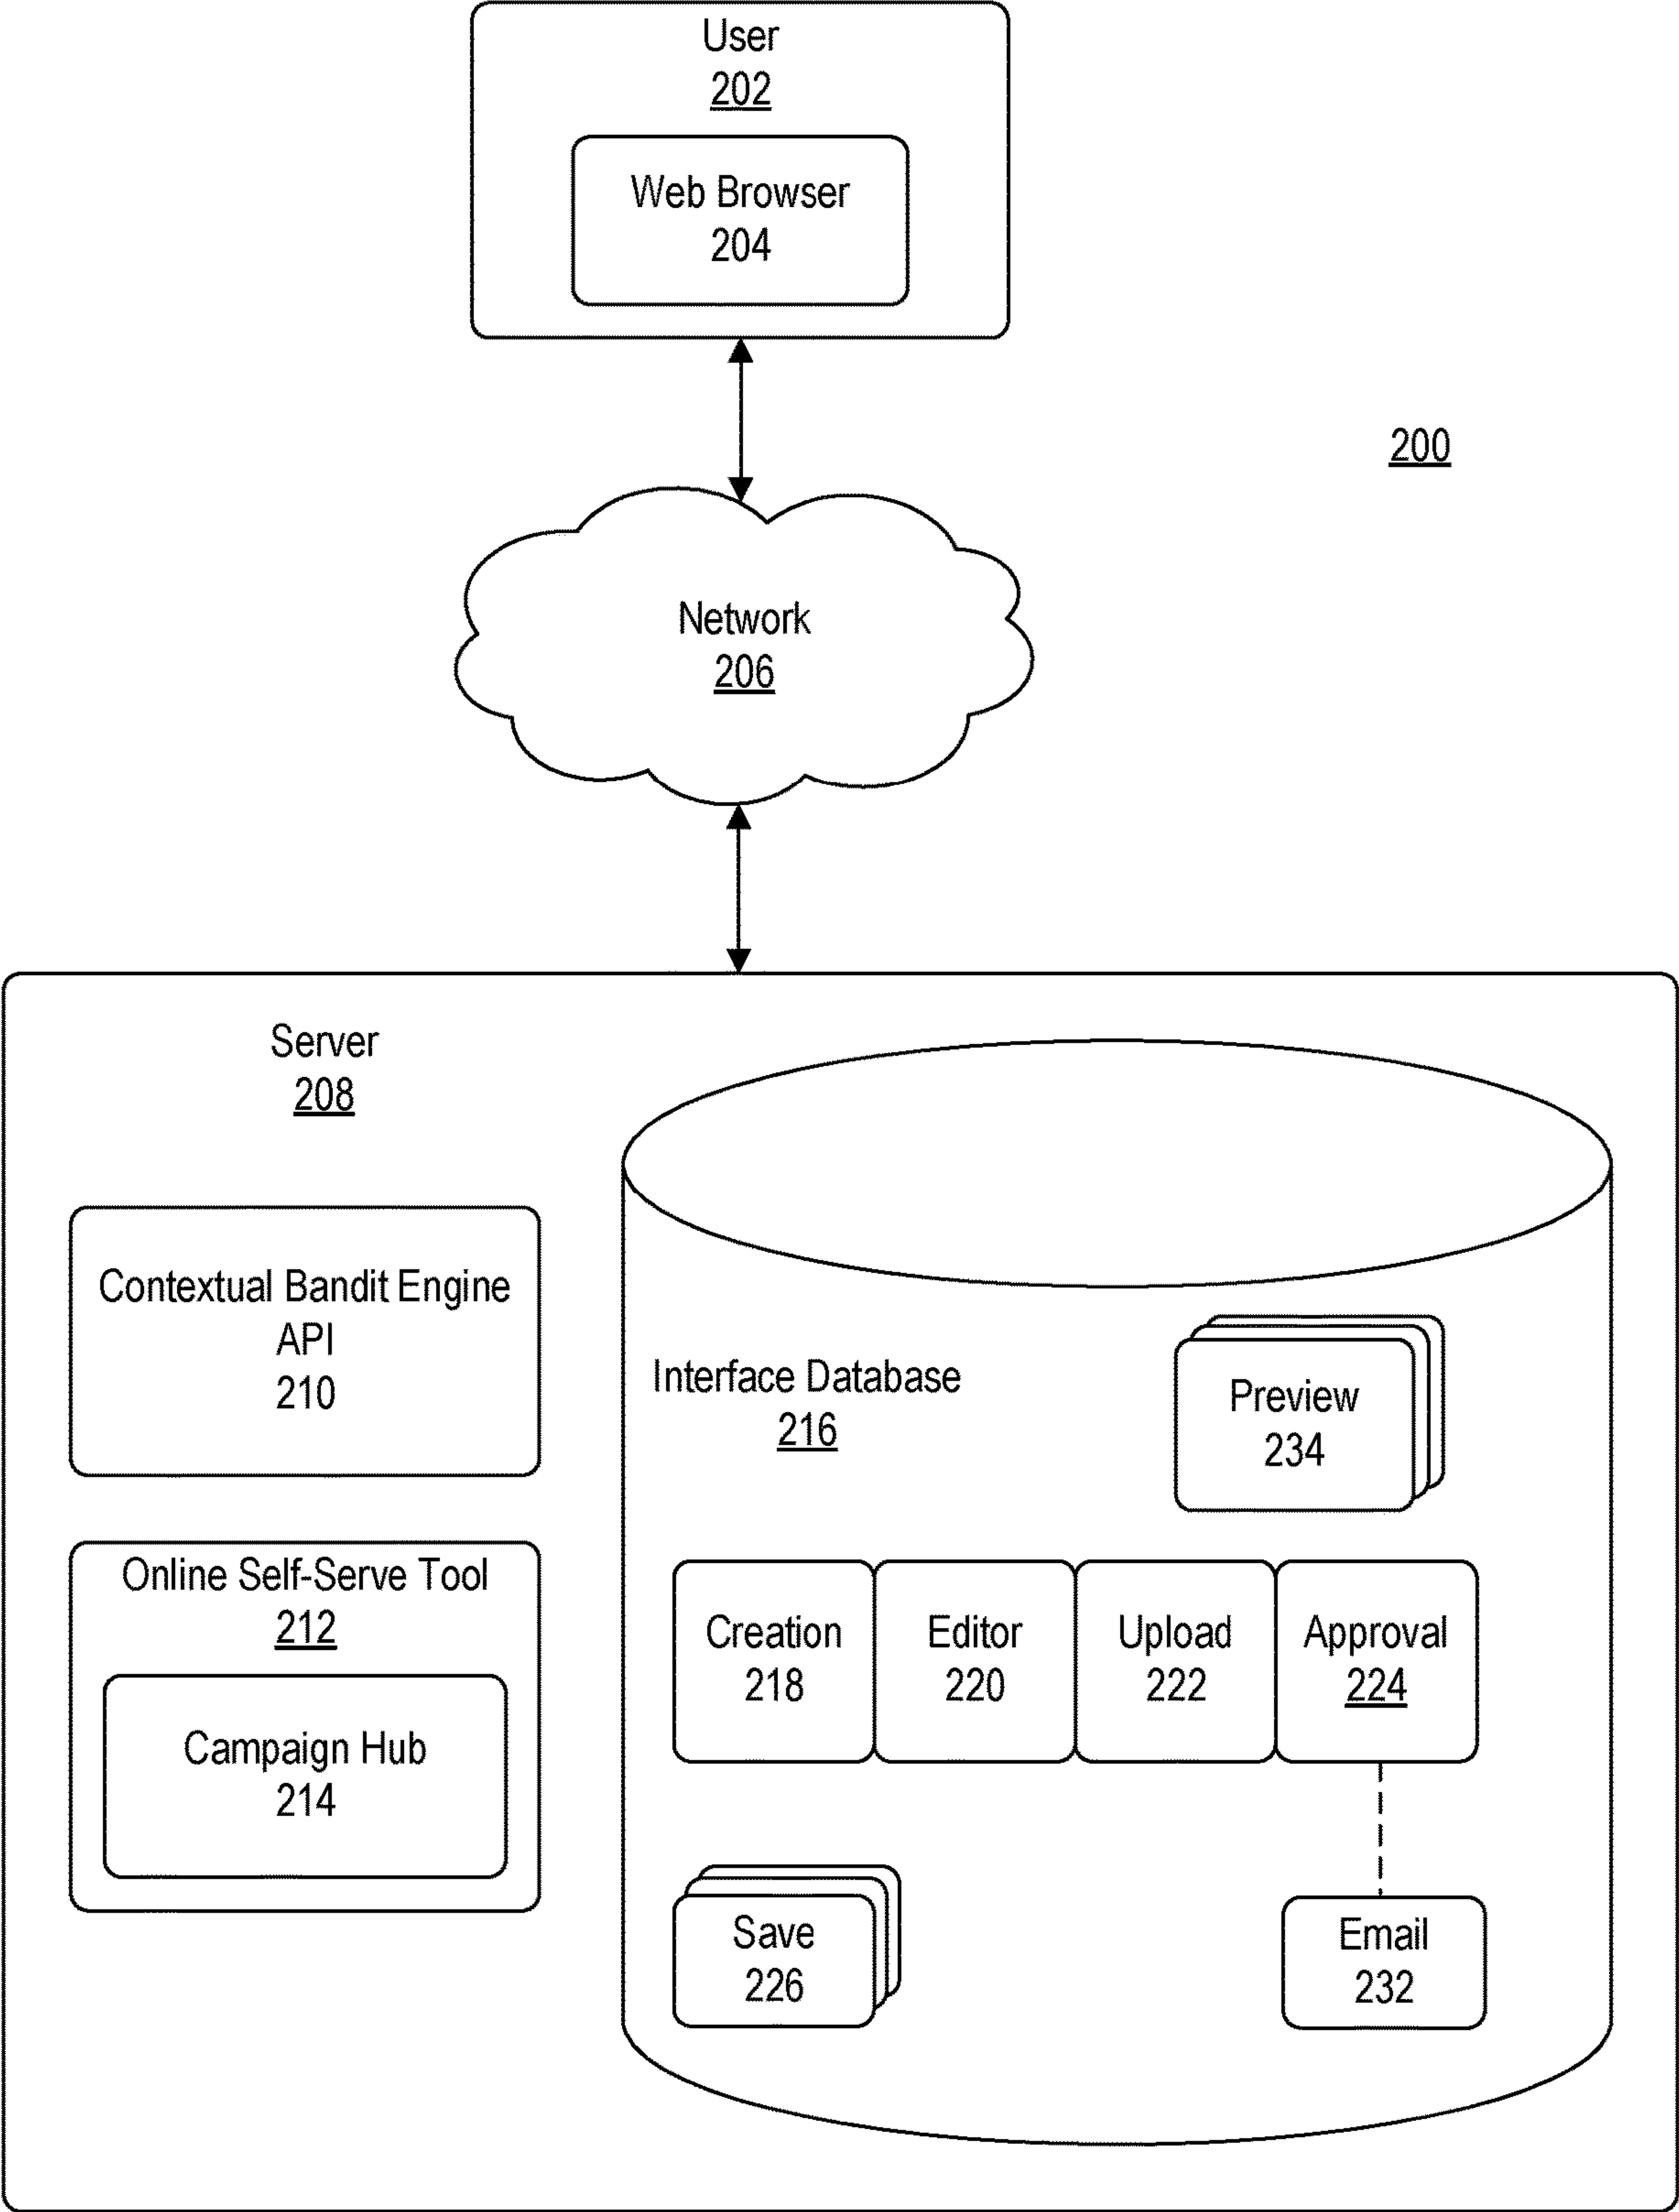 User
202
Web Browser
204
200
Network
206
Server
208
Contextual Bandit Engine
API
210
Online Self-Serve Tool
212
Campaign Hub
214
Interface Database
216
Preview
234
Creation
218
Editor
220
Upload
222
Approval
224
Save
226
Email
232